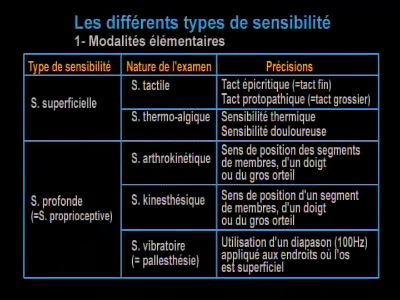 Les différents types de sensibilité
1- Modalités élémentaires
Type de sensibilité Nature de l'examen Précisions
S. superficielle
S. tactile
Tact épicritique (=tact fin)
Tact protopathique (=tact grossier)
S. thermo-algique
Sensibilité thermique
Sensibilité douloureuse
S. profonde
(=S. proprioceptive)
S. arthrokinétique
Sens de position des segments
de membres, d'un doigt
ou du gros orteil
S. kinesthésique
Sens de position d'un segment
de membres, d'un doigt
ou du gros orteil
S. vibratoire
(= pallesthésie)
Utilisation d'un diapason (100Hz)
appliqué aux endroits où l'os
est superficiel